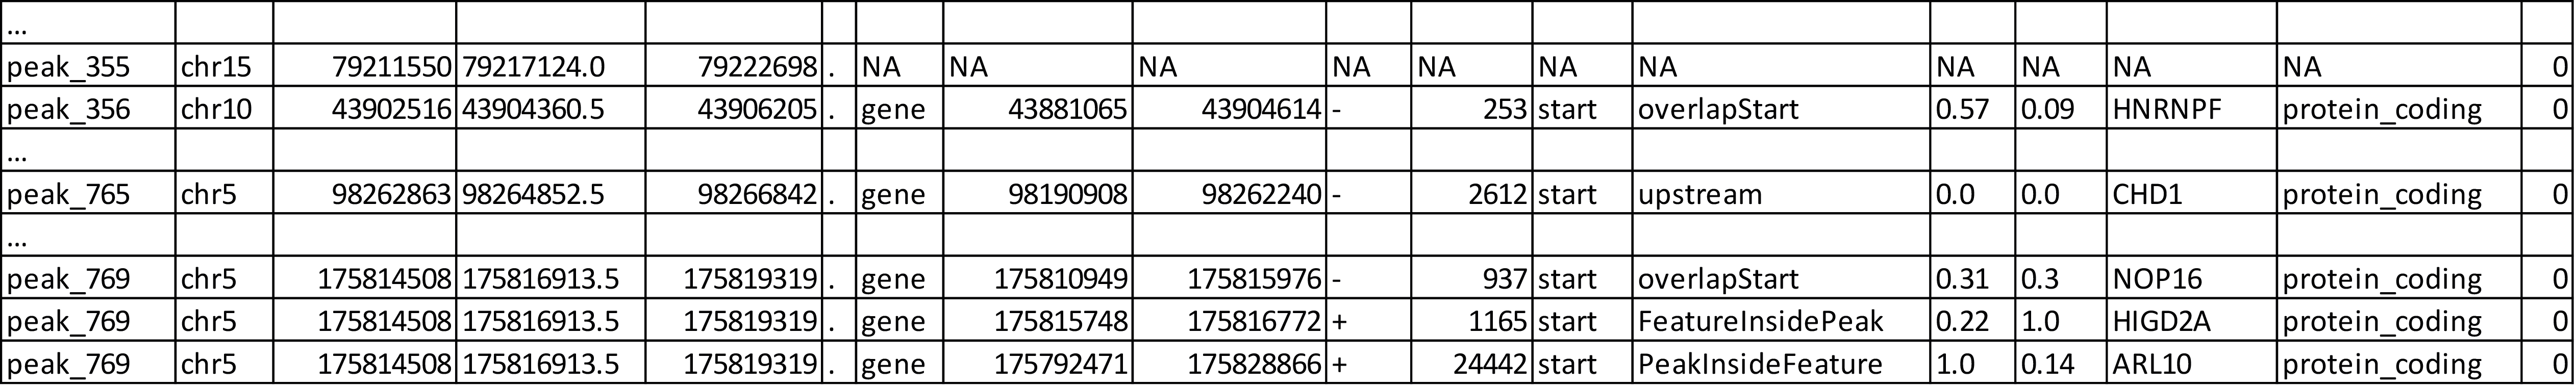 ...
peak_355 chr15 79211550 79217124.0 79222698 . NA NA NA NA NA NA NA NA NA NA NA 0
peak_356 chr10 43902516 43904360.5 43906205 . gene 43881065 43904614 - 253 start overlapStart 0.57 0.09 HNRNPF protein_coding 0
...
peak_765 chr5 98262863 98264852.5 98266842 . gene 98190908 98262240 - 2612 start upstream 0.0 0.0 CHD1 protein_coding 0
...
peak_769 chr5 175814508 175816913.5 175819319 . gene 175810949 175815976 - 937 start overlapStart 0.31 0.3 NOP16 protein_coding 0
peak_769 chr5 175814508 175816913.5 175819319 . gene 175815748 175816772 + 1165 start FeatureInsidePeak 0.22 1.0 HIGD2A protein_coding 0
peak_769 chr5 175814508 175816913.5 175819319 . gene 175792471 175828866 + 24442 start PeakInsideFeature 1.0 0.14 ARL10 protein_coding 0